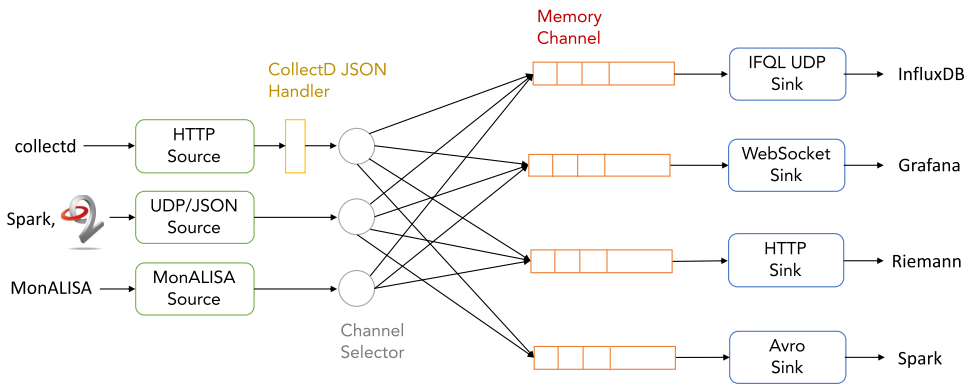 Memory
Channel
CollectD JSON
Handler
IFQL UDP
Sink
InfluxDB
collectd
HTTP
Source
WebSocket
Sink
Grafana
Spark,
UDP/JSON
Source
HTTP
Sink
Riemann
MonALISA
MonALISA
Source
Channel
Selector
Avro
Sink
Spark